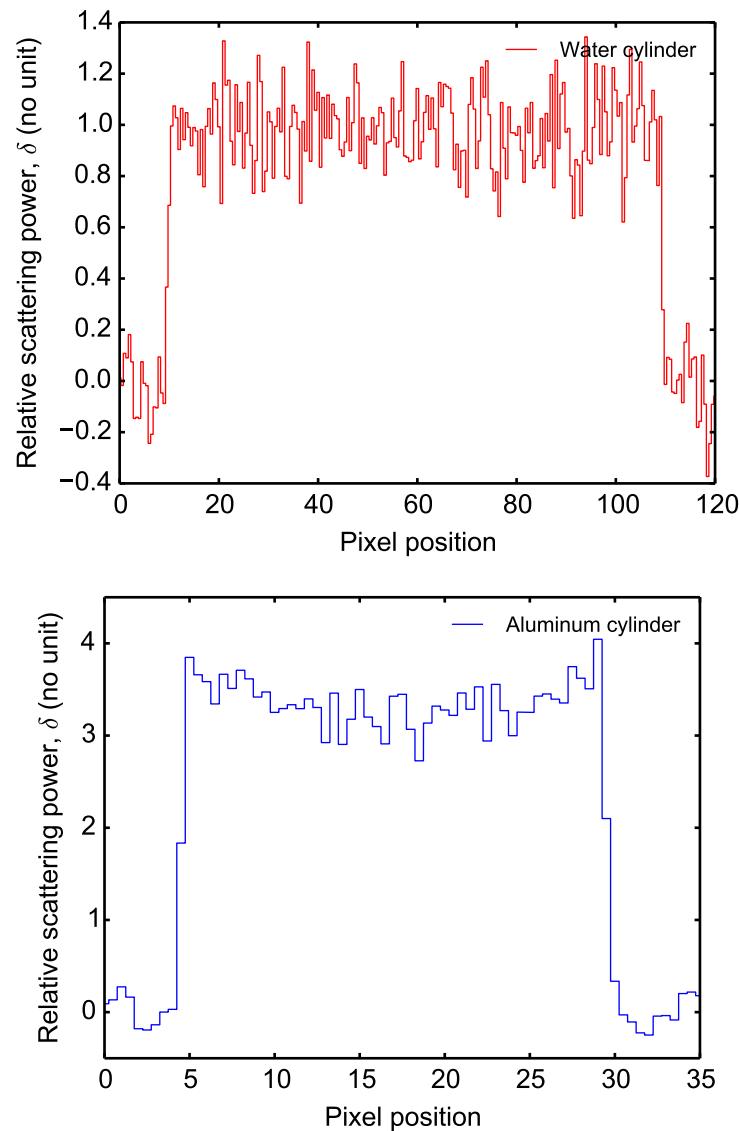 1.4
1.2
1.0
0.8
0.6
0.4
0.2
0.0
−0.2
−0.4
Relative scattering power, δ (no unit)
Water cylinder
0 20 40 60 80 100 120
Pixel position
4
3
2
1
0
Relative scattering power, δ (no unit)
Aluminum cylinder
0 5 10 15 20 25 30 35
Pixel position